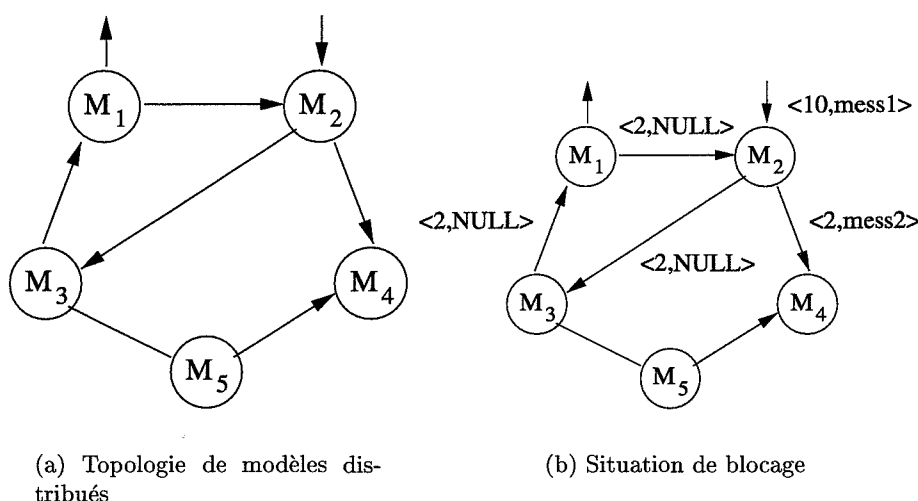 M1
M2
M3
M4
M5
(a) Topologie de modèles dis-
tribués
<10,mess1>
<2,NULL>
M1
M2
<2,NULL>
<2,mess2>
<2,NULL>
M3
M4
M5
(b) Situation de blocage